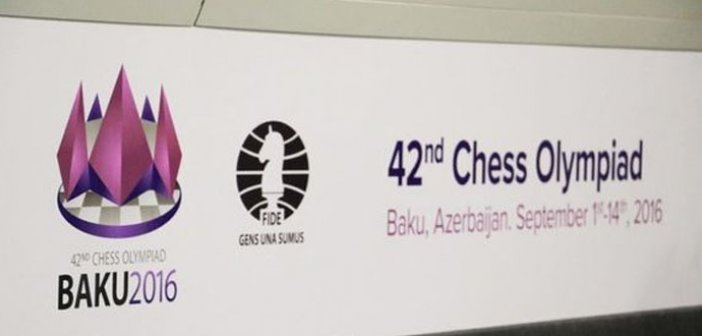 42ND CHESS OLYMPIAD
BAKU2016
FIDE
GENS UNA SUMUS
42nd Chess Olympiad
Baku, Azerbaijan. September 1st-14th, 2016